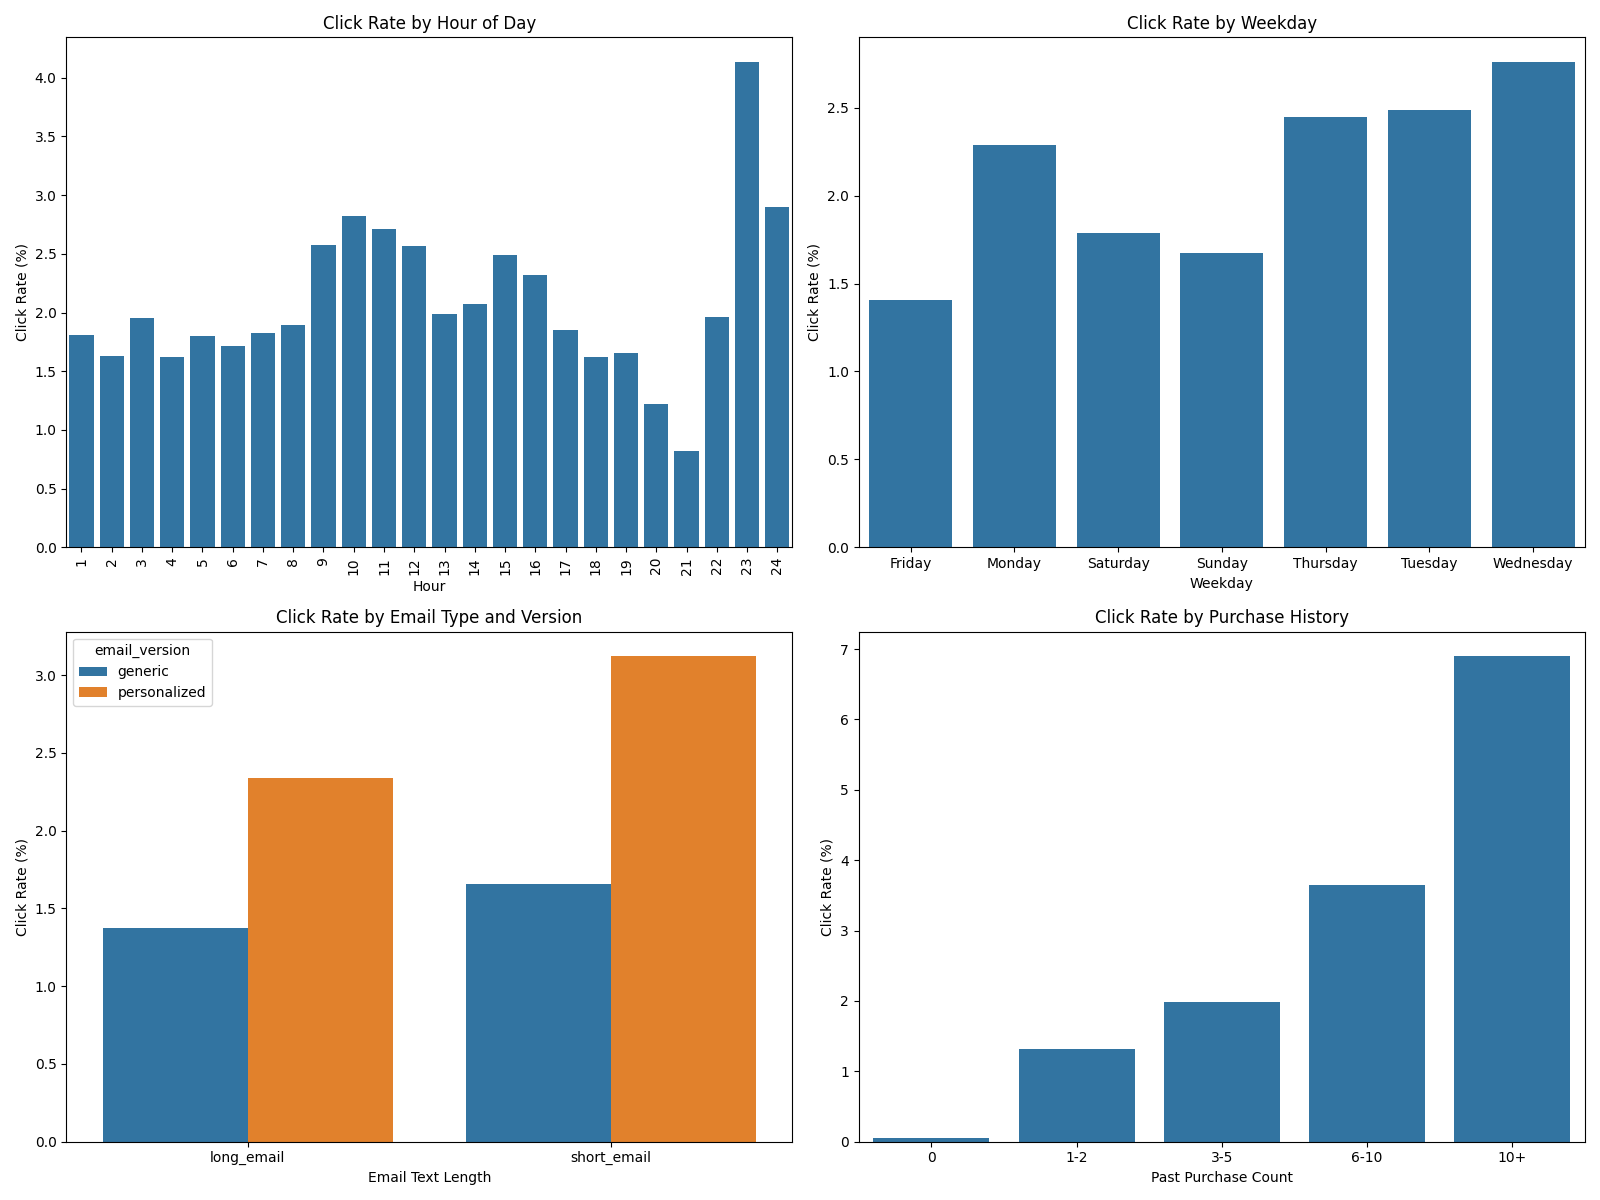 Click Rate by Hour of Day
Click Rate (%)
4.0
3.5
3.0
2.5
2.0
1.5
1.0
0.5
0.0
1 2 3 4 5 6 7 8 9 10 11 12 13 14 15 16 17 18 19 20 21 22 23 24
Hour
Click Rate by Weekday
Click Rate (%)
2.5
2.0
1.5
1.0
0.5
0.0
Friday Monday Saturday Sunday Thursday Tuesday Wednesday
Weekday
Click Rate by Email Type and Version
email_version
generic
personalized
Click Rate (%)
3.0
2.5
2.0
1.5
1.0
0.5
0.0
long_email short_email
Email Text Length
Click Rate by Purchase History
Click Rate (%)
7
6
5
4
3
2
1
0
0 1-2 3-5 6-10 10+
Past Purchase Count